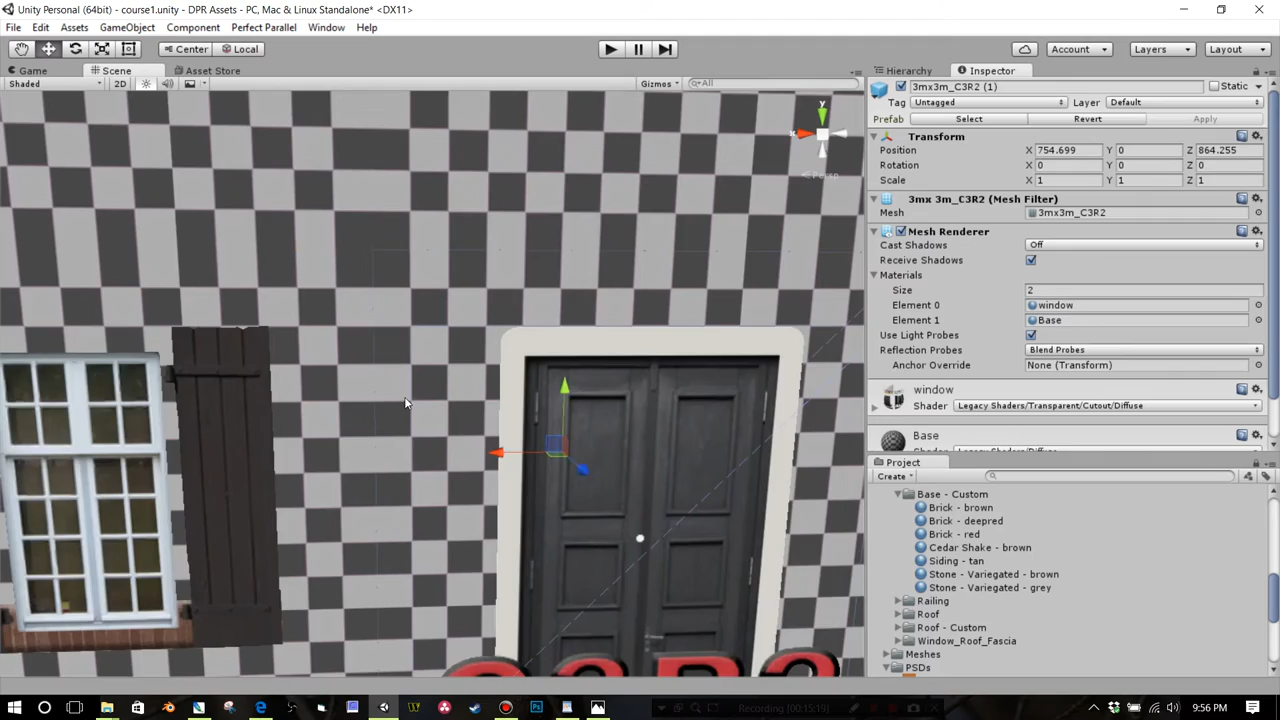 Unity Personal (64bit) - course1.unity - DPR Assets - PC, Mac & Linux Standalone* <DX11>
File Edit Assets GameObject Component Perfect Parallel Window Help
Center Local Account Layers Layout
Game Scene Asset Store Hierarchy Inspector
Shaded 2D Gizmos All
3mx3m_C3R2 (1) Static
Tag Untagged Layer Default
Prefab Select Revert Apply
Transform
Position X 754.699 Y 0 Z 864.255
Rotation X 0 Y 0 Z 0
Scale X 1 Y 1 Z 1
3mx 3m_C3R2 (Mesh Filter)
Mesh 3mx3m_C3R2
Mesh Renderer
Cast Shadows Off
Receive Shadows
Materials
Size 2
Element 0 window
Element 1 Base
Use Light Probes
Reflection Probes Blend Probes
Anchor Override None (Transform)
window
Shader Legacy Shaders/Transparent/Cutout/Diffuse
Base
Project
Create
Base - Custom
Brick - brown
Brick - deepred
Brick - red
Cedar Shake - brown
Siding - tan
Stone - Variegated - brown
Stone - Variegated - grey
Railing
Roof
Roof - Custom
Window_Roof_Fascia
Meshes
PSDs
y
x
Persp
Recording [00:15:19]
9:56 PM